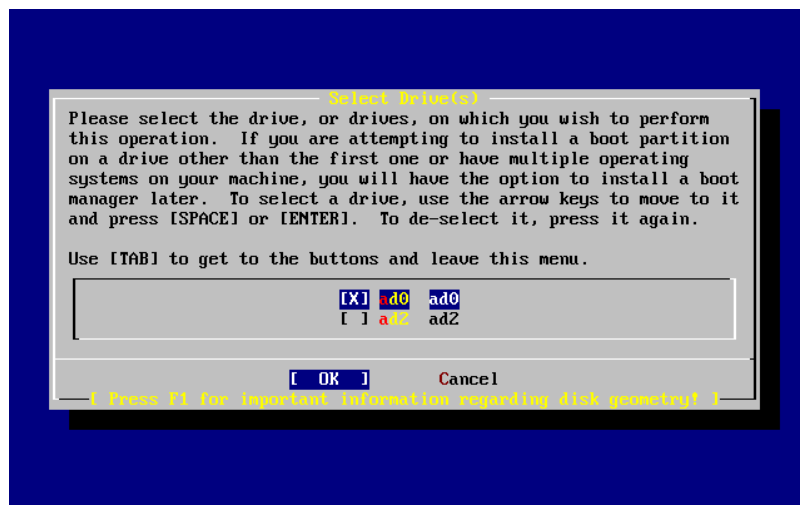 Select Drive(s)
Please select the drive, or drives, on which you wish to perform
this operation.  If you are attempting to install a boot partition
on a drive other than the first one or have multiple operating
systems on your machine, you will have the option to install a boot
manager later.  To select a drive, use the arrow keys to move to it
and press [SPACE] or [ENTER].  To de-select it, press it again.
Use [TAB] to get to the buttons and leave this menu.
[X] ad0  ad0
[ ] ad2  ad2
[  OK  ]       Cancel
[ Press F1 for important information regarding disk geometry! ]